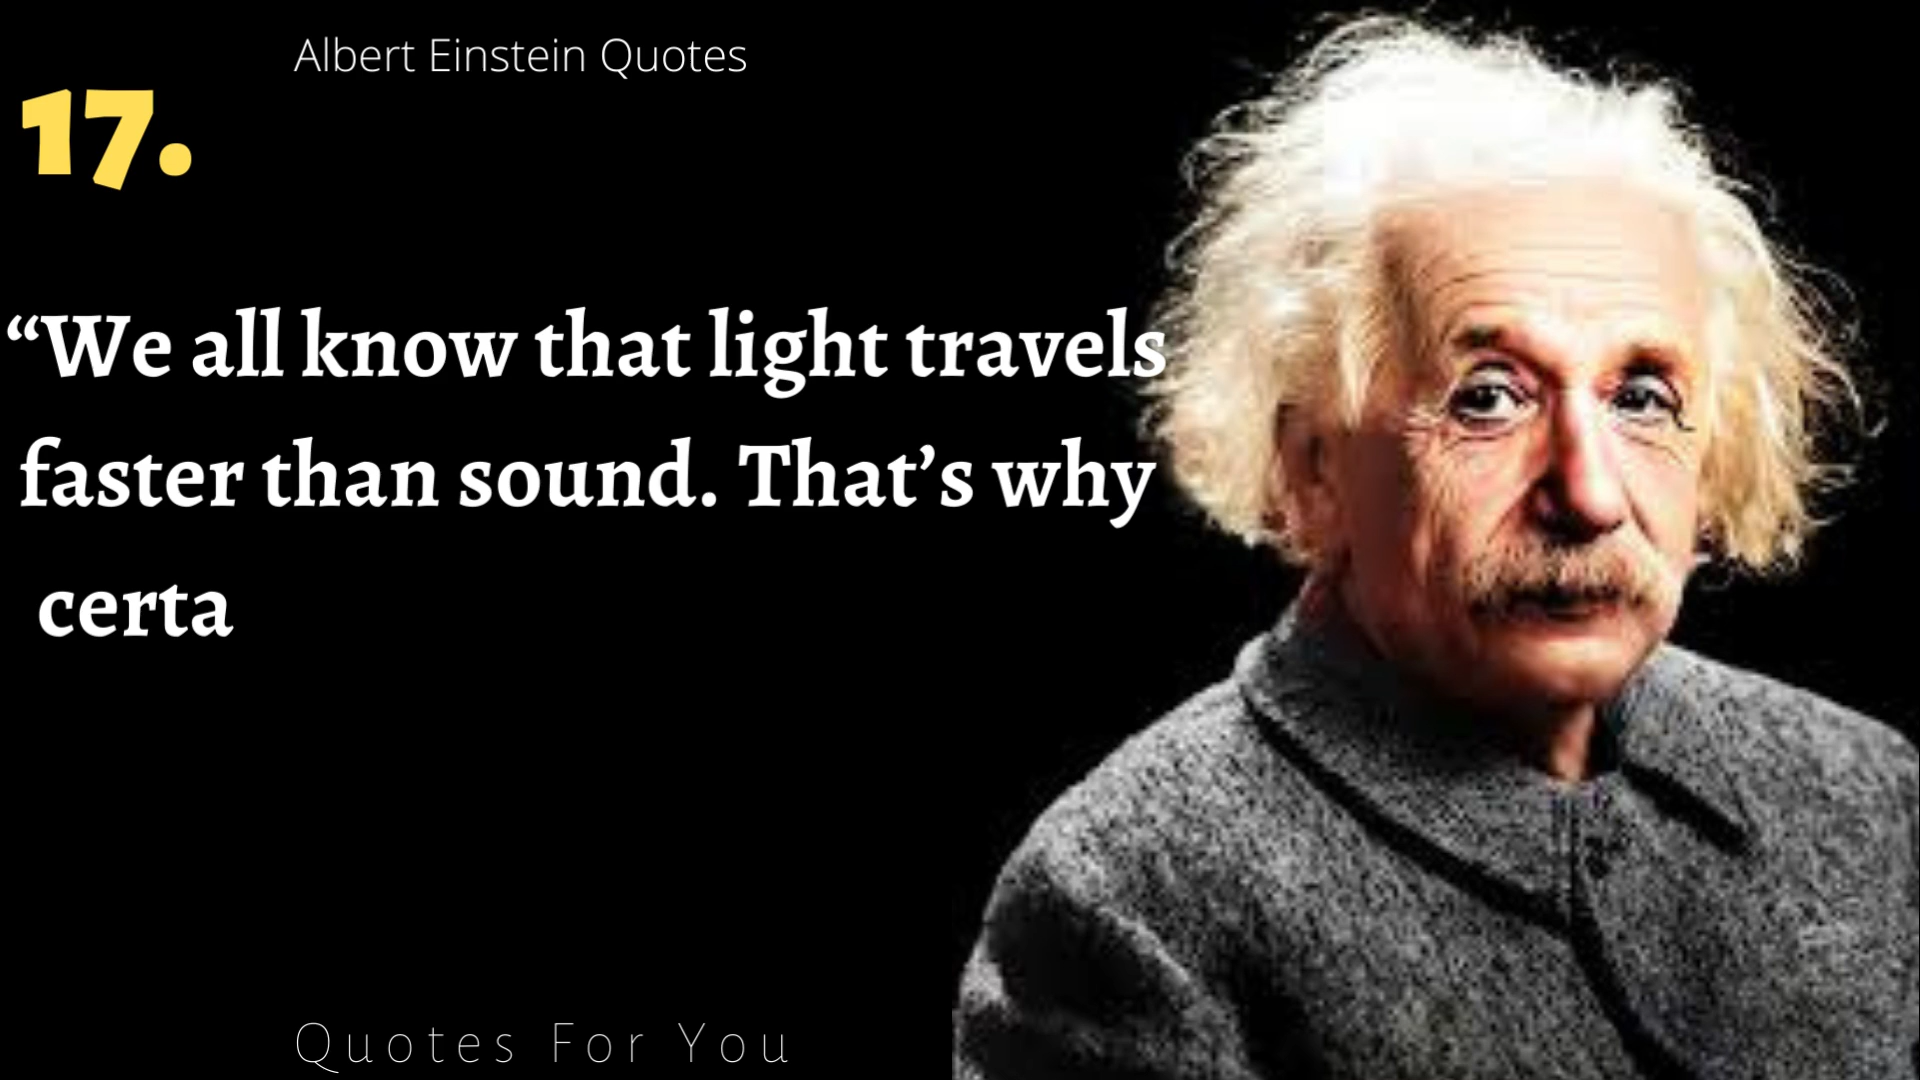 Albert Einstein Quotes
17.
“We all know that light travels
faster than sound. That’s why
certa
Quotes For You